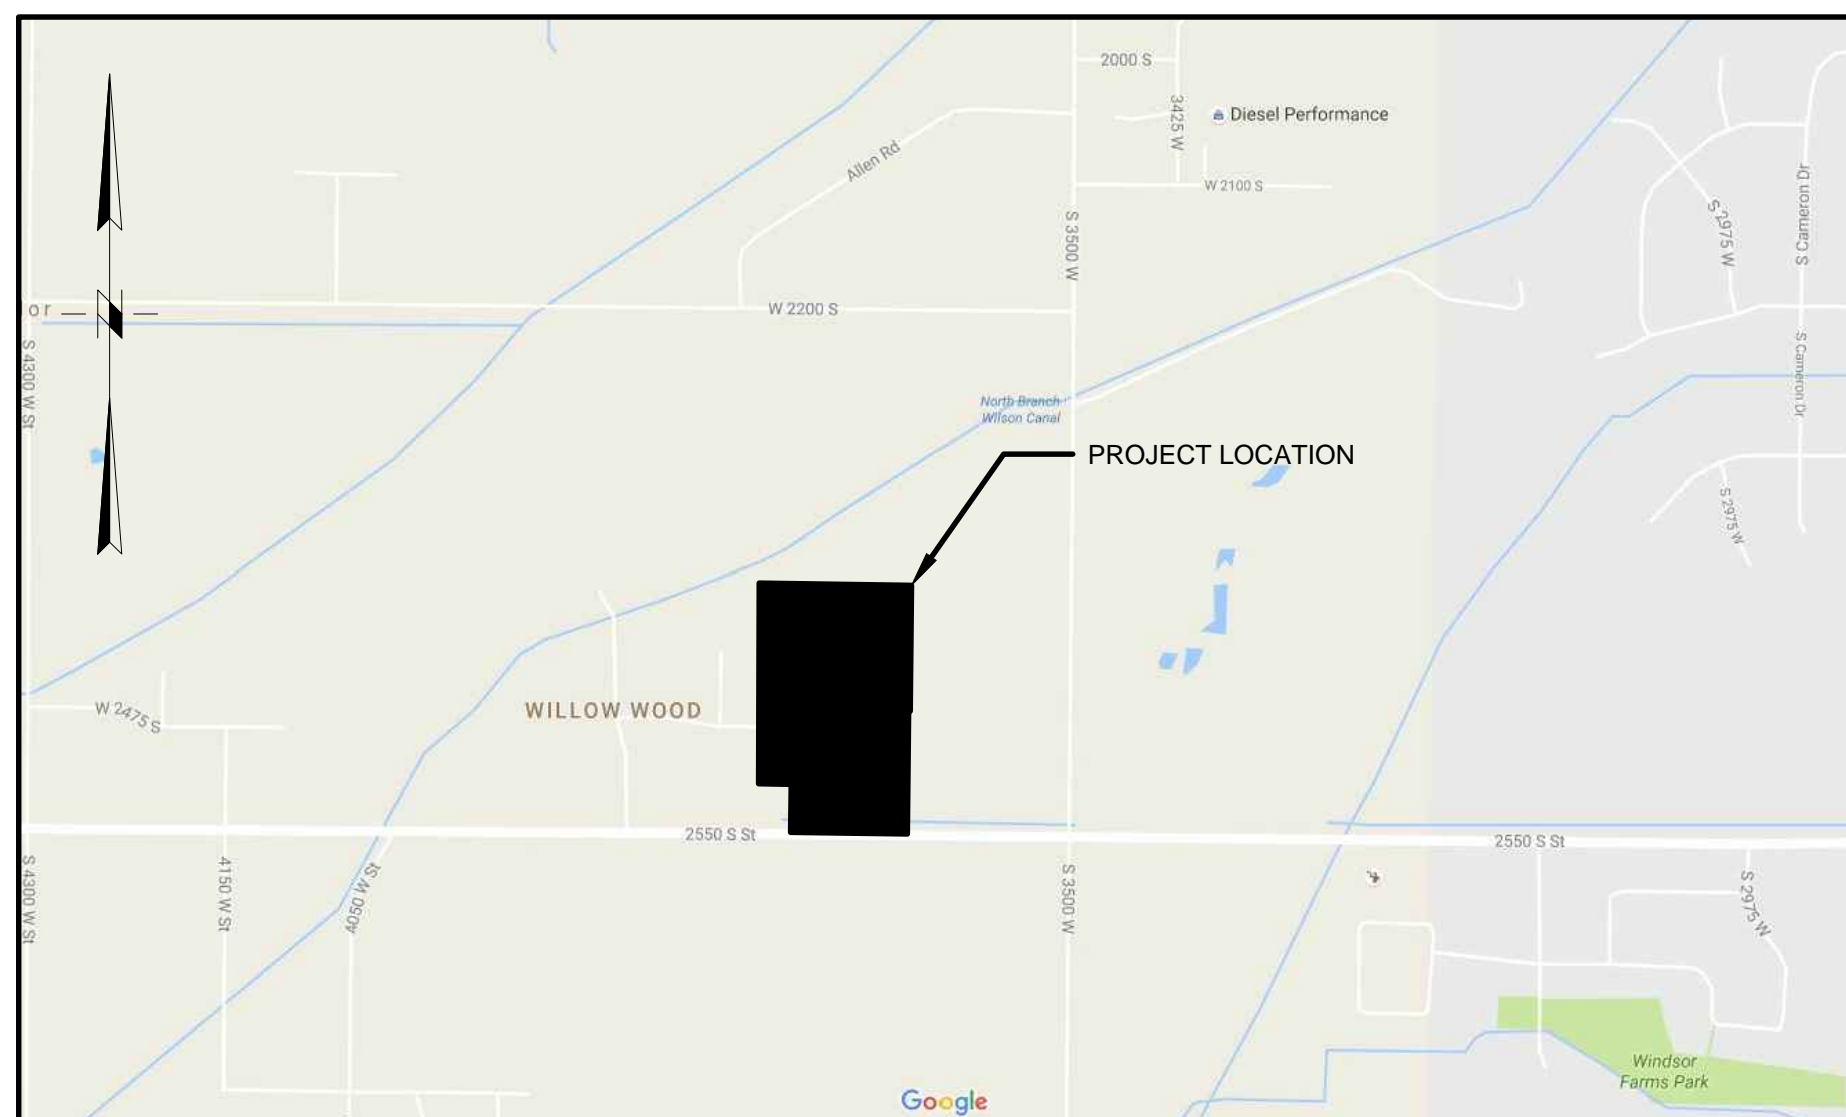 2000 S
3425 W
Diesel Performance
Allen Rd
W 2100 S
S Cameron Dr
S 2975 W
S 3500 W
or
N
W 2200 S
S 4300 W St
S Cameron Dr
North Branch
Wilson Canal
PROJECT LOCATION
S 2975 W
W 2475 S
WILLOW WOOD
2550 S St
2550 S St
S 4300 W St
4150 W St
A050 W St
S 3500 W
S 2975 W
Windsor
Farms Park
Google